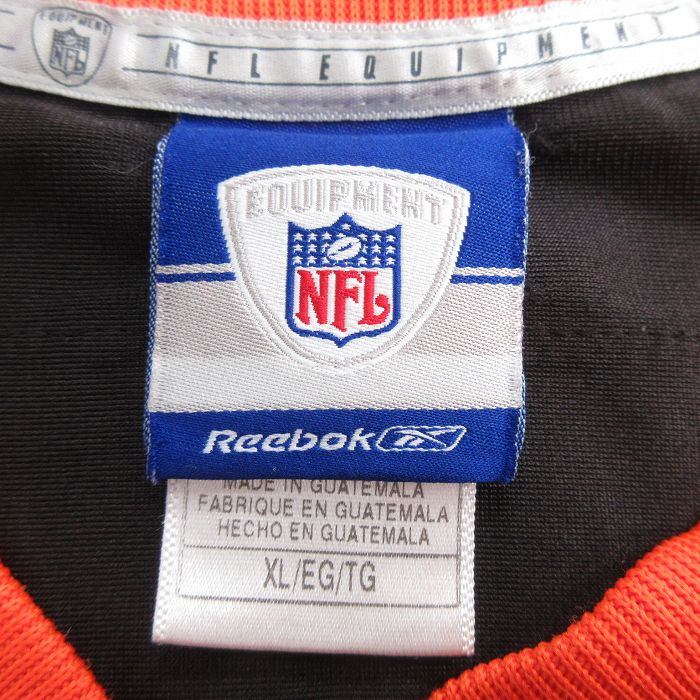 EQUIPMENT
NFL
NFL EQUIPMENT
EQUIPMENT
NFL
Reebok
MADE IN GUATEMALA
FABRIQUE EN GUATEMALA
HECHO EN GUATEMALA
XL/EG/TG